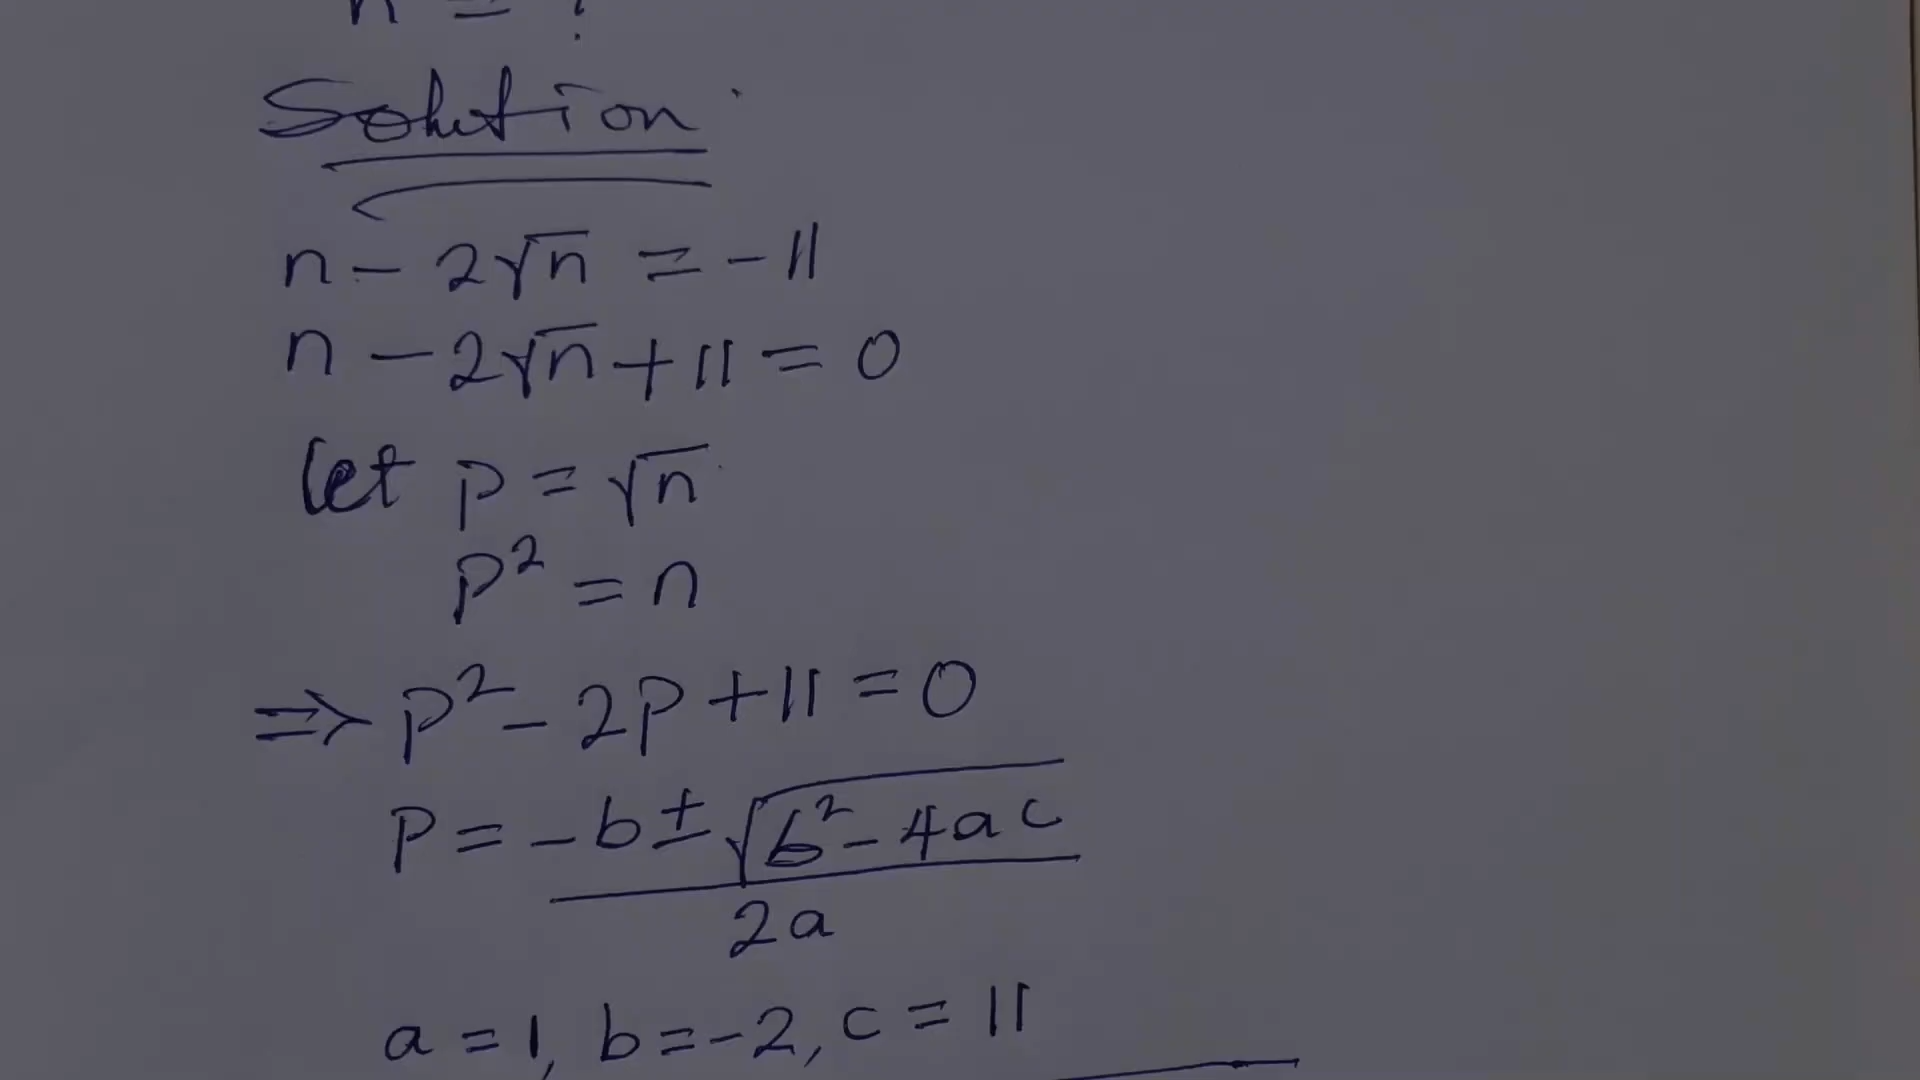 n = ?
Solution
n - 2√n = -11
n - 2√n + 11 = 0
let p = √n
p² = n
⇒ p² - 2p + 11 = 0
p = -b ± √(b² - 4ac) / 2a
a = 1, b = -2, c = 11